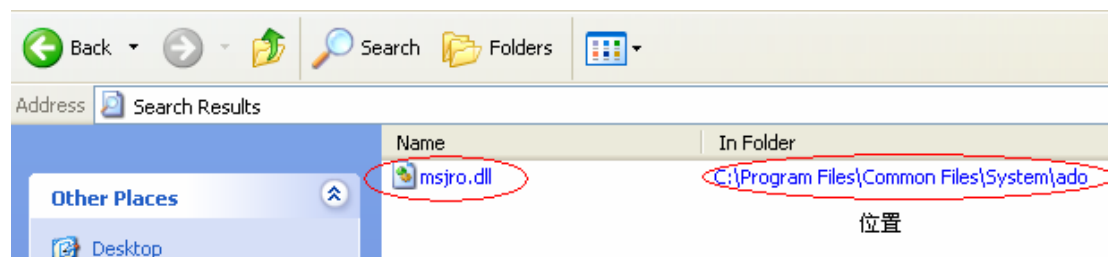 Back Search Folders
Address Search Results
Name In Folder
msjro.dll C:\Program Files\Common Files\System\ado
Other Places
位置
Desktop